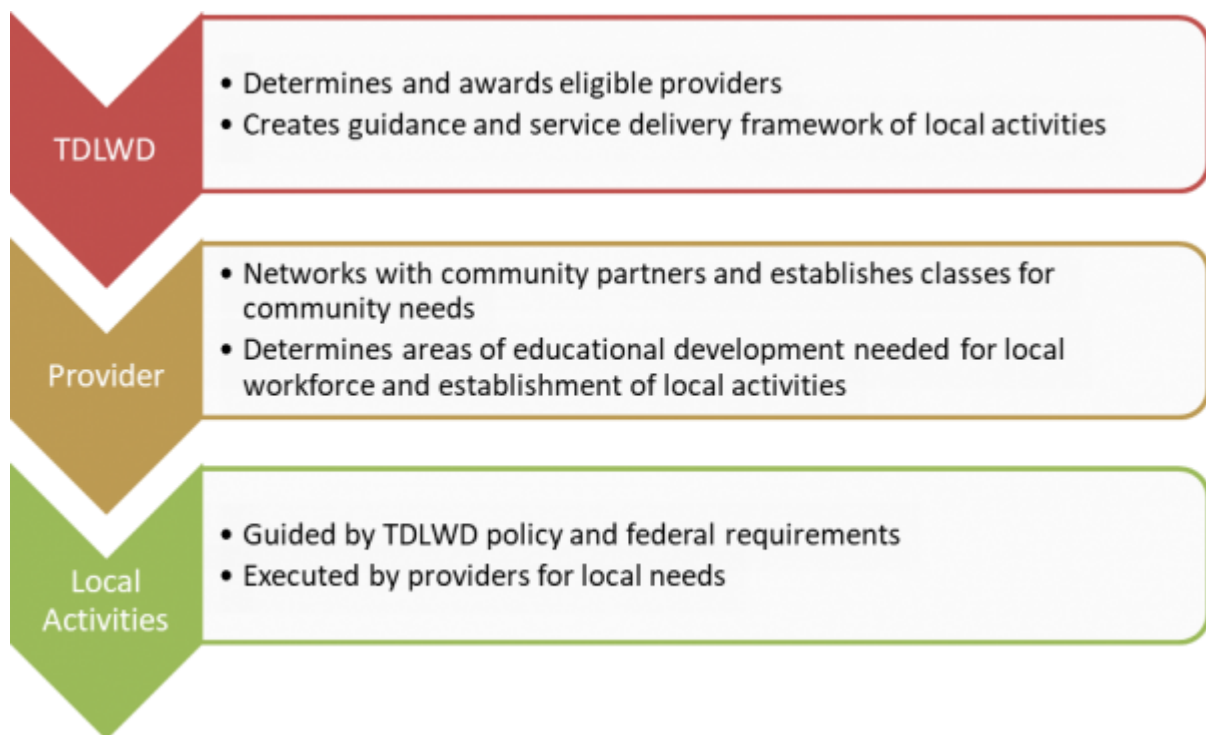 TDLWD
• Determines and awards eligible providers
• Creates guidance and service delivery framework of local activities
Provider
• Networks with community partners and establishes classes for
community needs
• Determines areas of educational development needed for local
workforce and establishment of local activities
Local
Activities
• Guided by TDLWD policy and federal requirements
• Executed by providers for local needs